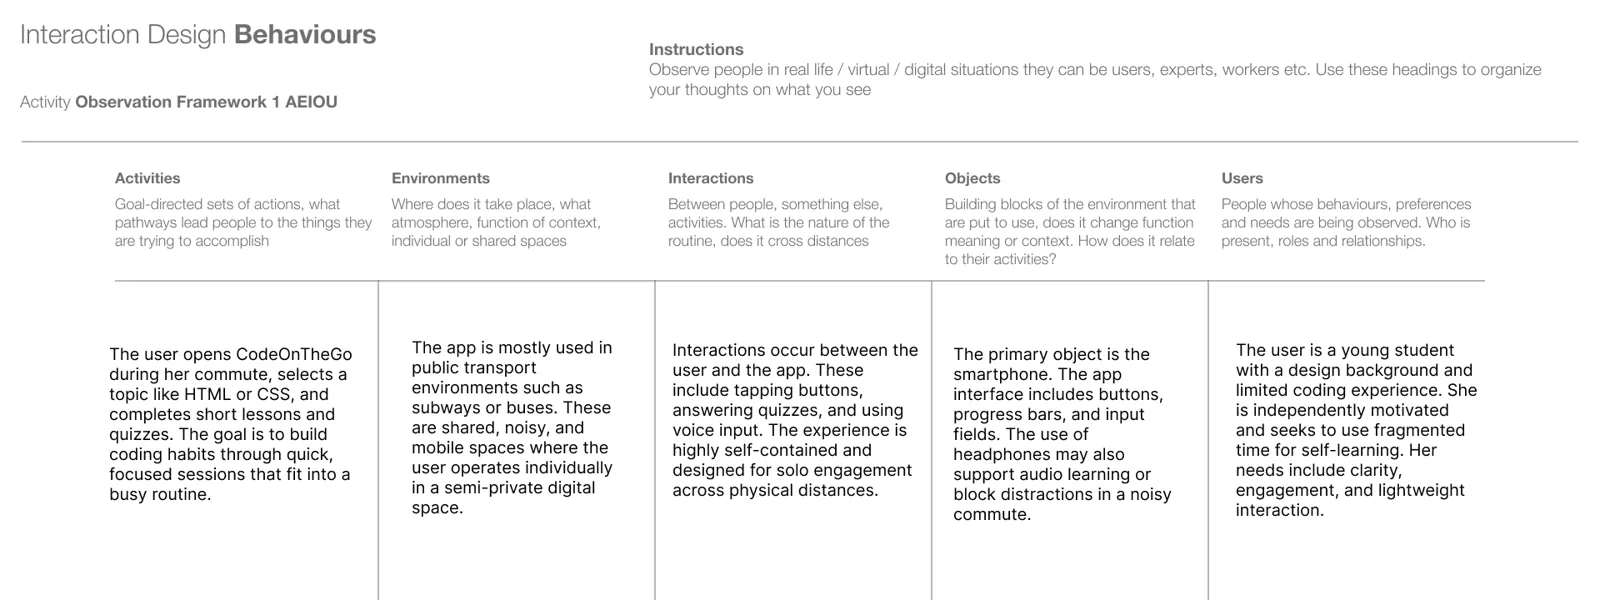 Interaction Design Behaviours
Activity Observation Framework 1 AEIOU
Instructions
Observe people in real life / virtual / digital situations they can be users, experts, workers etc. Use these headings to organize
your thoughts on what you see
Activities
Goal-directed sets of actions, what
pathways lead people to the things they
are trying to accomplish
The user opens CodeOnTheGo
during her commute, selects a
topic like HTML or CSS, and
completes short lessons and
quizzes. The goal is to build
coding habits through quick,
focused sessions that fit into a
busy routine.
Environments
Where does it take place, what
atmosphere, function of context,
individual or shared spaces
The app is mostly used in
public transport
environments such as
subways or buses. These
are shared, noisy, and
mobile spaces where the
user operates individually
in a semi-private digital
space.
Interactions
Between people, something else,
activities. What is the nature of the
routine, does it cross distances
Interactions occur between the
user and the app. These
include tapping buttons,
answering quizzes, and using
voice input. The experience is
highly self-contained and
designed for solo engagement
across physical distances.
Objects
Building blocks of the environment that
are put to use, does it change function
meaning or context. How does it relate
to their activities?
The primary object is the
smartphone. The app
interface includes buttons,
progress bars, and input
fields. The use of
headphones may also
support audio learning or
block distractions in a noisy
commute.
Users
People whose behaviours, preferences
and needs are being observed. Who is
present, roles and relationships.
The user is a young student
with a design background and
limited coding experience. She
is independently motivated
and seeks to use fragmented
time for self-learning. Her
needs include clarity,
engagement, and lightweight
interaction.